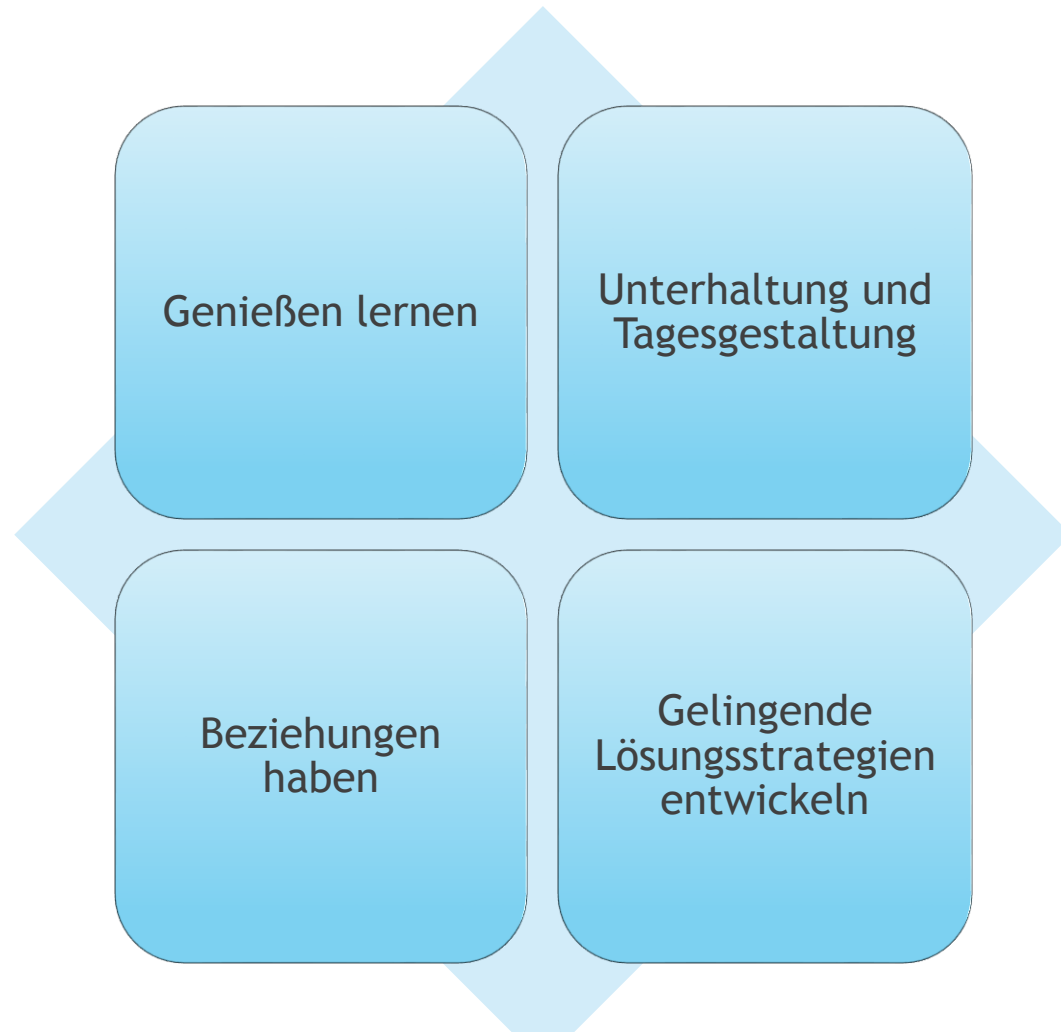 Genießen lernen
Unterhaltung und
Tagesgestaltung
Beziehungen
haben
Gelingende
Lösungsstrategien
entwickeln